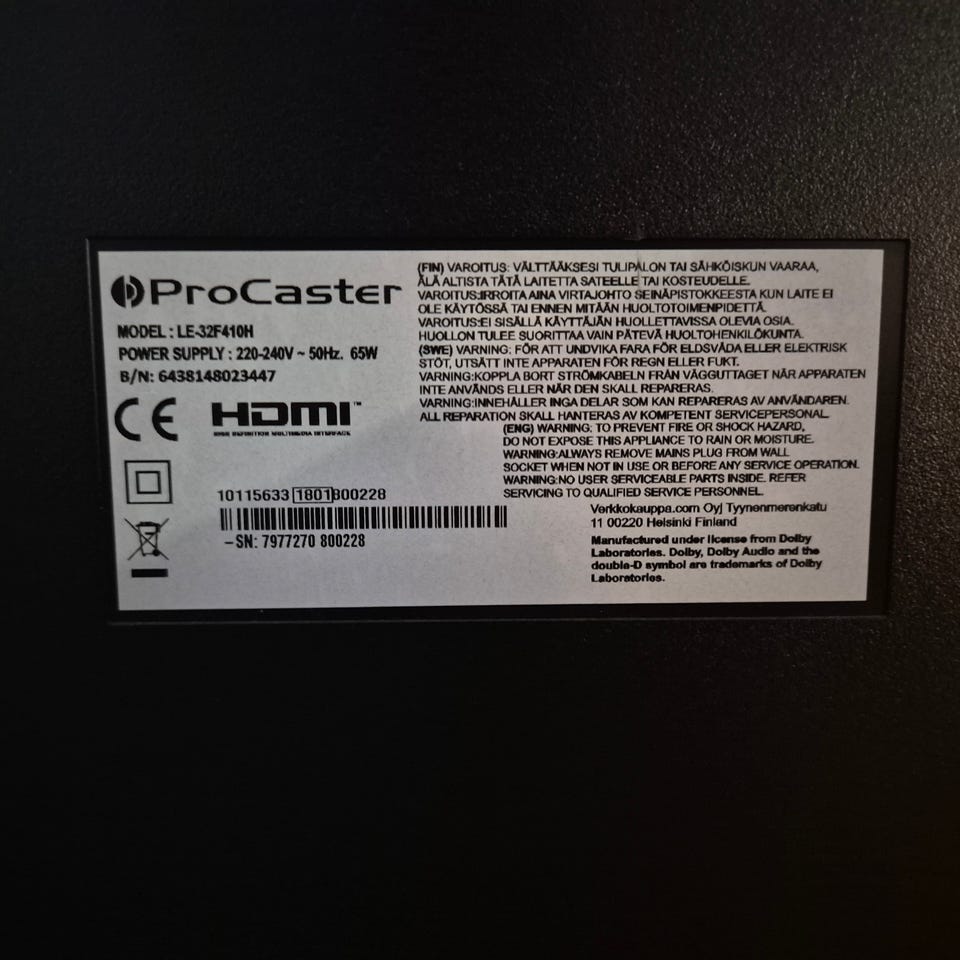 ProCaster
MODEL : LE-32F410H
POWER SUPPLY : 220-240V ~ 50Hz. 65W
B/N: 6438148023447
CE HDMI™
HIGH DEFINITION MULTIMEDIA INTERFACE
10115633 1801 800228
-SN: 7977270 800228
(FIN) VAROITUS: VÄLTTÄÄKSESI TULIPALON TAI SÄHKÖISKUN VAARAA,
ÄLÄ ALTISTA TÄTÄ LAITETTA SATEELLE TAI KOSTEUDELLE.
VAROITUS:IRROITA AINA VIRTAJOHTO SEINÄPISTOKKEESTA KUN LAITE EI
OLE KÄYTÖSSÄ TAI ENNEN MITÄÄN HUOLTOTOIMENPIDETTÄ.
VAROITUS:EI SISÄLLÄ KÄYTTÄJÄN HUOLLETTAVISSA OLEVIA OSIA.
HUOLLON TULEE SUORITTAA VAIN PÄTEVÄ HUOLTOHENKILÖKUNTA.
(SWE) VARNING: FÖR ATT UNDVIKA FARA FÖR ELDSVÅDA ELLER ELEKTRISK
STÖT, UTSÄTT INTE APPARATEN FÖR REGN ELLER FUKT.
VARNING:KOPPLA BORT STRÖMKABELN FRÅN VÄGGUTTAGET NÄR APPARATEN
INTE ANVÄNDS ELLER NÄR DEN SKALL REPARERAS.
VARNING:INNEHÅLLER INGA DELAR SOM KAN REPARERAS AV ANVÄNDAREN.
ALL REPARATION SKALL HANTERAS AV KOMPETENT SERVICEPERSONAL.
(ENG) WARNING: TO PREVENT FIRE OR SHOCK HAZARD,
DO NOT EXPOSE THIS APPLIANCE TO RAIN OR MOISTURE.
WARNING:ALWAYS REMOVE MAINS PLUG FROM WALL
SOCKET WHEN NOT IN USE OR BEFORE ANY SERVICE OPERATION.
WARNING:NO USER SERVICEABLE PARTS INSIDE. REFER
SERVICING TO QUALIFIED SERVICE PERSONNEL.
Verkkokauppa.com Oyj Tyynenmerenkatu
11 00220 Helsinki Finland
Manufactured under license from Dolby
Laboratories. Dolby, Dolby Audio and the
double-D symbol are trademarks of Dolby
Laboratories.